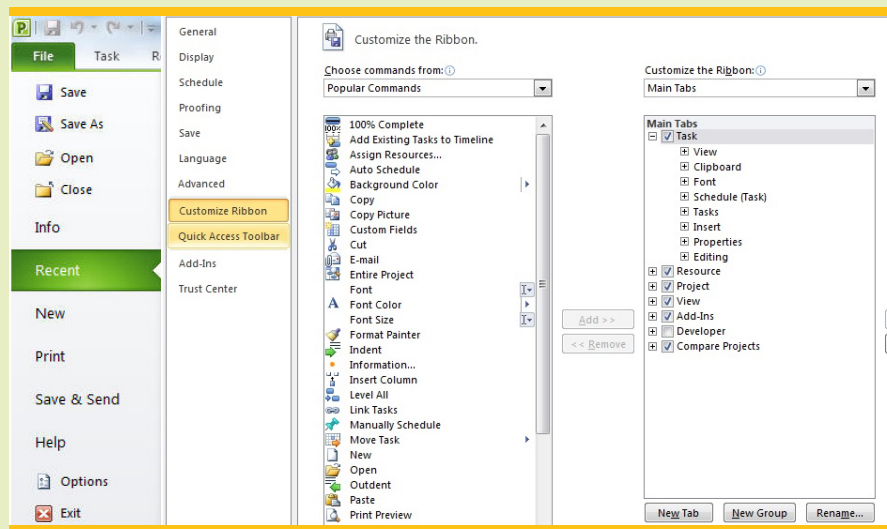 P
File
Task
R
Save
Save As
Open
Close
Info
Recent
New
Print
Save & Send
Help
Options
Exit
General
Display
Schedule
Proofing
Save
Language
Advanced
Customize Ribbon
Quick Access Toolbar
Add-Ins
Trust Center
Customize the Ribbon.
Choose commands from:
Popular Commands
100% Complete
Add Existing Tasks to Timeline
Assign Resources...
Auto Schedule
Background Color
Copy
Copy Picture
Custom Fields
Cut
E-mail
Entire Project
Font
Font Color
Font Size
Format Painter
Indent
Information...
Insert Column
Level All
Link Tasks
Manually Schedule
Move Task
New
Open
Outdent
Paste
Print Preview
Add >>
<< Remove
Customize the Ribbon:
Main Tabs
Main Tabs
Task
View
Clipboard
Font
Schedule (Task)
Tasks
Insert
Properties
Editing
Resource
Project
View
Add-Ins
Developer
Compare Projects
New Tab
New Group
Rename...